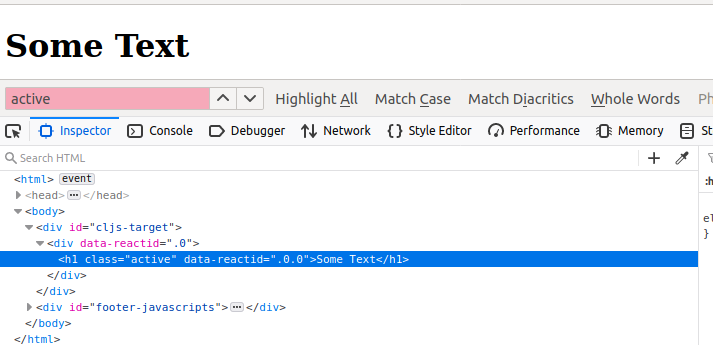 Some Text
active Highlight All Match Case Match Diacritics Whole Words Ph
Inspector Console Debugger Network Style Editor Performance Memory St
Search HTML
:h
<html> event
<head> ··· </head>
<body>
el
<div id="cljs-target">
}
<div data-reactid=".0">
<h1 class="active" data-reactid=".0.0">Some Text</h1>
</div>
</div>
<div id="footer-javascripts"> ··· </div>
</body>
</html>